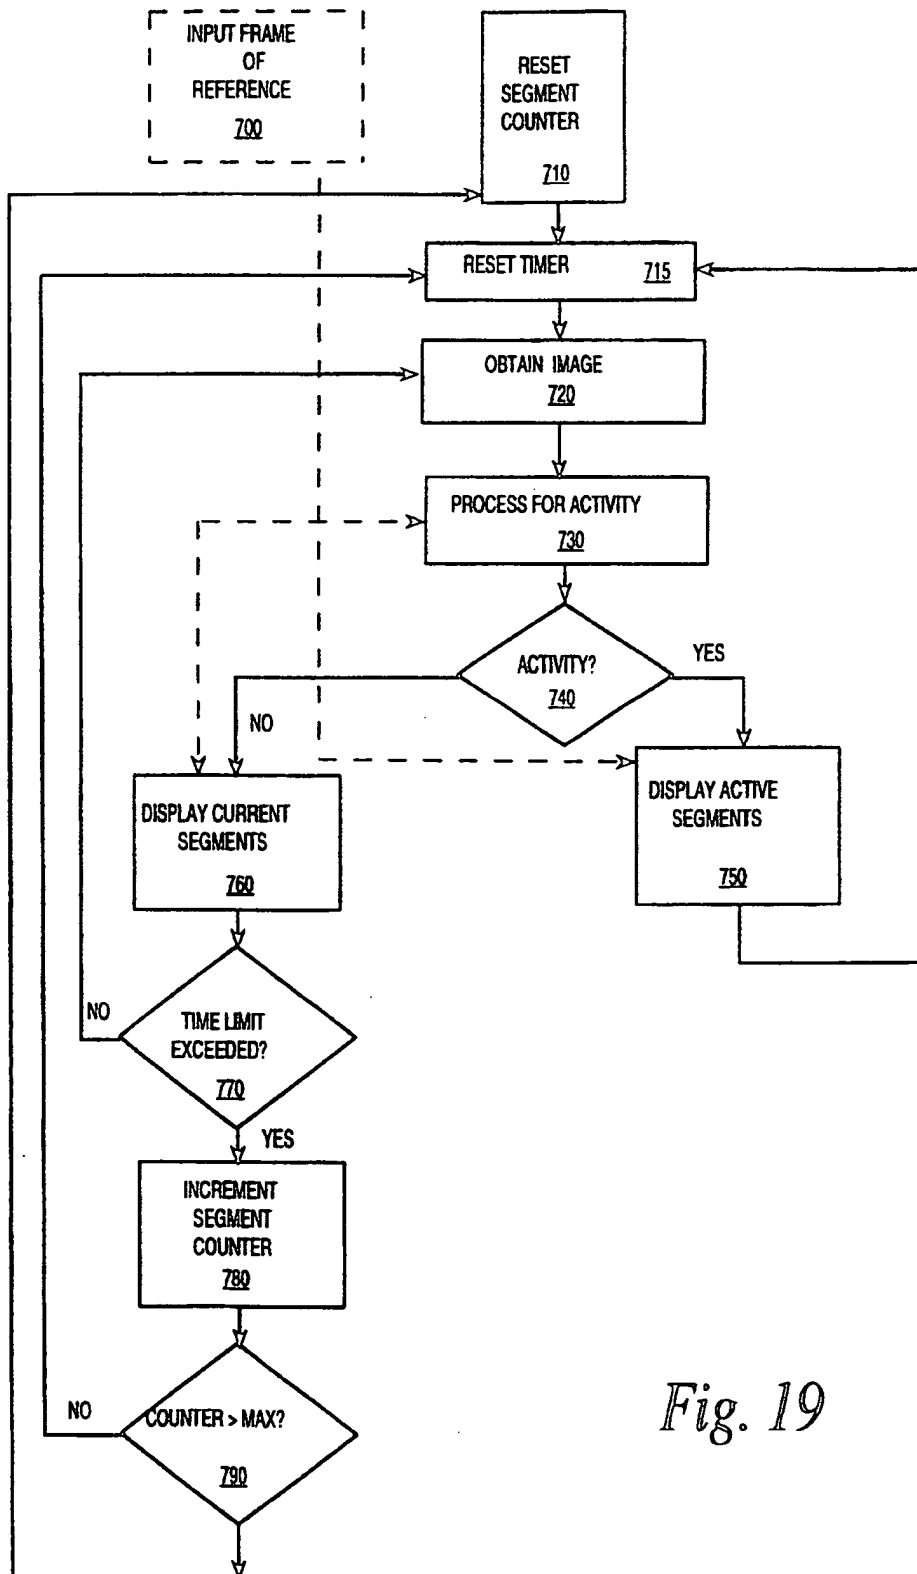 INPUT FRAME
OF
REFERENCE
700
RESET
SEGMENT
COUNTER
710
RESET TIMER 715
OBTAIN IMAGE
720
PROCESS FOR ACTIVITY
730
ACTIVITY?
740
YES
NO
DISPLAY CURRENT
SEGMENTS
760
DISPLAY ACTIVE
SEGMENTS
750
NO
TIME LIMIT
EXCEEDED?
770
YES
INCREMENT
SEGMENT
COUNTER
780
NO
COUNTER > MAX?
790
Fig. 19